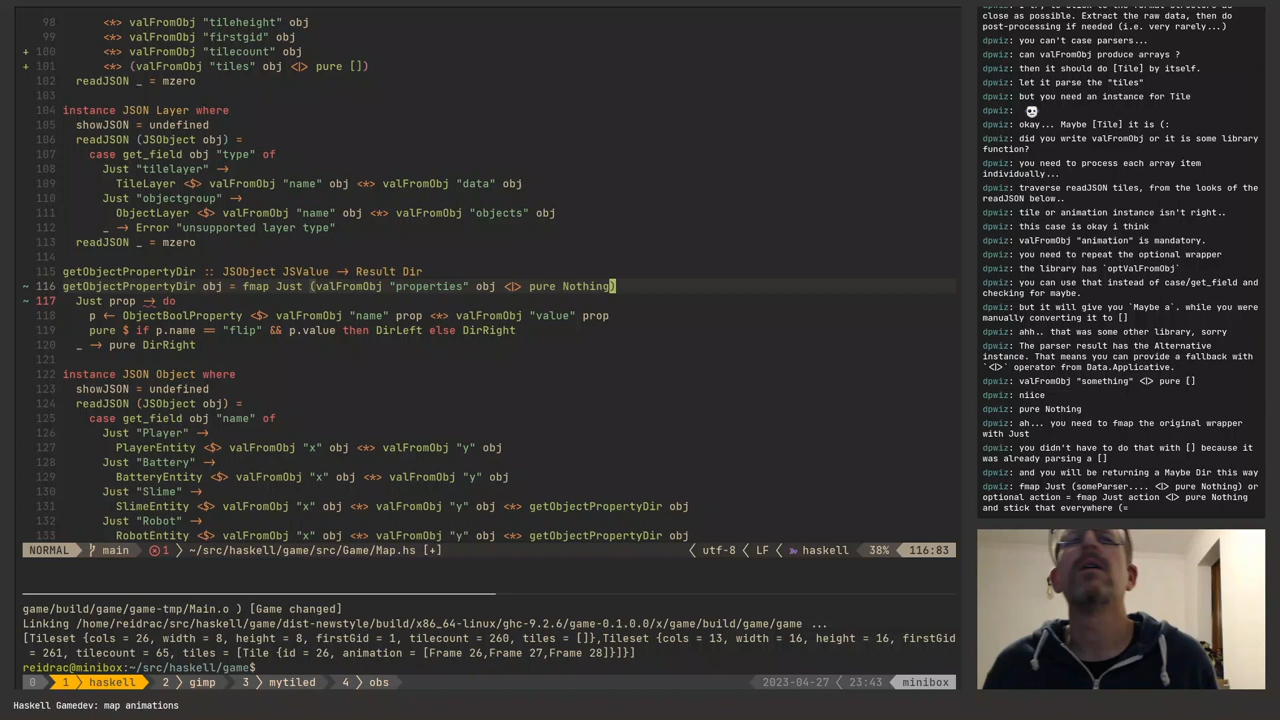 98 <*> valFromObj "tileheight" obj
99 <*> valFromObj "firstgid" obj
+ 100 <*> valFromObj "tilecount" obj
+ 101 <*> (valFromObj "tiles" obj <|> pure [])
102 readJSON _ = mzero
103
104 instance JSON Layer where
105 showJSON = undefined
106 readJSON (JSObject obj) =
107 case get_field obj "type" of
108 Just "tilelayer" ->
109 TileLayer <$> valFromObj "name" obj <*> valFromObj "data" obj
110 Just "objectgroup" ->
111 ObjectLayer <$> valFromObj "name" obj <*> valFromObj "objects" obj
112 _ -> Error "unsupported layer type"
113 readJSON _ = mzero
114
115 getObjectPropertyDir :: JSObject JSValue -> Result Dir
~ 116 getObjectPropertyDir obj = fmap Just (valFromObj "properties" obj <|> pure Nothing)
~ 117 Just prop -> do
118 p <- ObjectBoolProperty <$> valFromObj "name" prop <*> valFromObj "value" prop
119 pure $ if p.name == "flip" && p.value then DirLeft else DirRight
120 _ -> pure DirRight
121
122 instance JSON Object where
123 showJSON = undefined
124 readJSON (JSObject obj) =
125 case get_field obj "name" of
126 Just "Player" ->
127 PlayerEntity <$> valFromObj "x" obj <*> valFromObj "y" obj
128 Just "Battery" ->
129 BatteryEntity <$> valFromObj "x" obj <*> valFromObj "y" obj
130 Just "Slime" ->
131 SlimeEntity <$> valFromObj "x" obj <*> valFromObj "y" obj <*> getObjectPropertyDir obj
132 Just "Robot" ->
133 RobotEntity <$> valFromObj "x" obj <*> valFromObj "y" obj <*> getObjectPropertyDir obj
NORMAL main 1 ~/src/haskell/game/src/Game/Map.hs [+] utf-8 < LF < haskell 38% 116:83
game/build/game/game-tmp/Main.o ) [Game changed]
Linking /home/reidrac/src/haskell/game/dist-newstyle/build/x86_64-linux/ghc-9.2.6/game-0.1.0.0/x/game/build/game/game ...
[Tileset {cols = 26, width = 8, height = 8, firstGid = 1, tilecount = 260, tiles = []},Tileset {cols = 13, width = 16, height = 16, firstGid
= 261, tilecount = 65, tiles = [Tile {id = 26, animation = [Frame 26,Frame 27,Frame 28]}]}]
reidrac@minibox:~/src/haskell/game$
0 1 > haskell 2 > gimp 3 > mytiled 4 > obs 2023-04-27 < 23:43 minibox
Haskell Gamedev: map animations
close as possible. Extract the raw data, then do
post-processing if needed (i.e. very rarely...)
dpwiz: you can't case parsers...
dpwiz: can valFromObj produce arrays ?
dpwiz: then it should do [Tile] by itself.
dpwiz: let it parse the "tiles"
dpwiz: but you need an instance for Tile
dpwiz:
dpwiz: okay... Maybe [Tile] it is (:
dpwiz: did you write valFromObj or it is some library
function?
dpwiz: you need to process each array item
individually...
dpwiz: traverse readJSON tiles, from the looks of the
readJSON below..
dpwiz: tile or animation instance isn't right..
dpwiz: this case is okay i think
dpwiz: valFromObj "animation" is mandatory.
dpwiz: you need to repeat the optional wrapper
dpwiz: the library has `optValFromObj`
dpwiz: you can use that instead of case/get_field and
checking for maybe.
dpwiz: but it will give you `Maybe a`. while you were
manually converting it to []
dpwiz: ahh.. that was some other library, sorry
dpwiz: The parser result has the Alternative
instance. That means you can provide a fallback with
`<|>` operator from Data.Applicative.
dpwiz: valFromObj "something" <|> pure []
dpwiz: niice
dpwiz: pure Nothing
dpwiz: ah... you need to fmap the original wrapper
with Just
dpwiz: you didn't have to do that with [] because it
was already parsing a []
dpwiz: and you will be returning a Maybe Dir this way
dpwiz: fmap Just (someParser.... <|> pure Nothing) or
optional action = fmap Just action <|> pure Nothing
and stick that everywhere (=